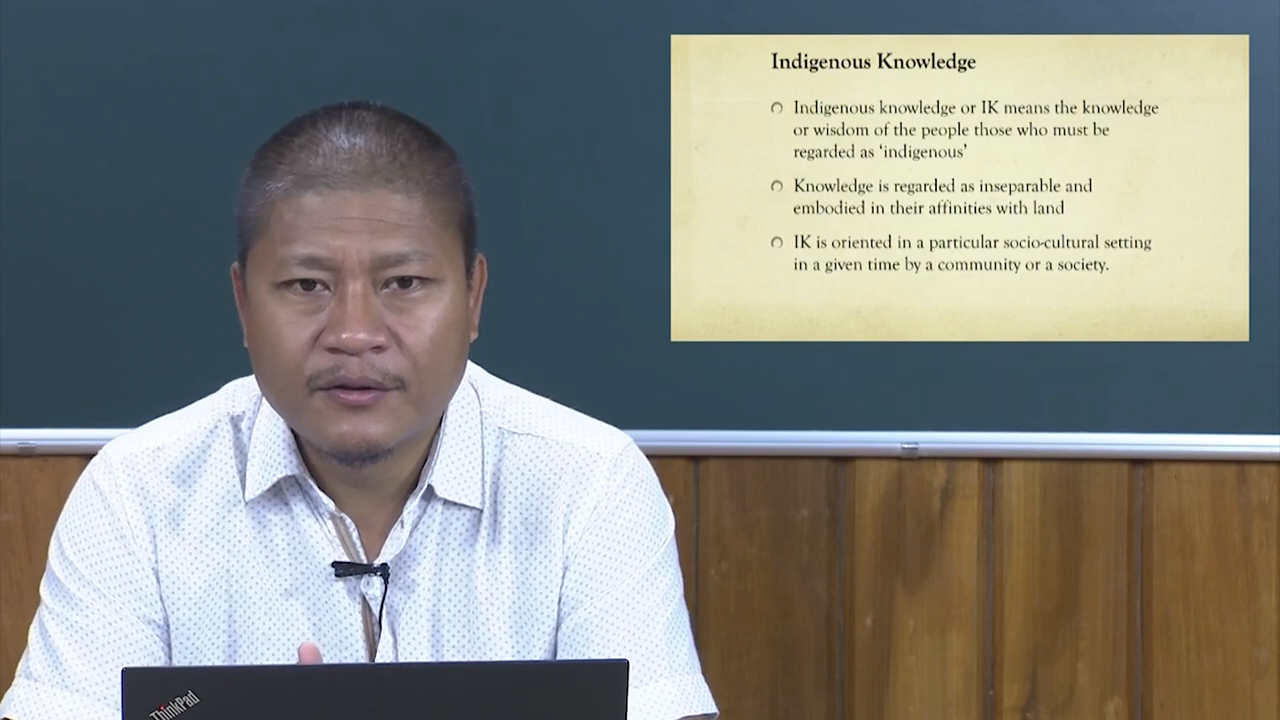 Indigenous Knowledge
Indigenous knowledge or IK means the knowledge
or wisdom of the people those who must be
regarded as ‘indigenous’
Knowledge is regarded as inseparable and
embodied in their affinities with land
IK is oriented in a particular socio-cultural setting
in a given time by a community or a society.
ThinkPad